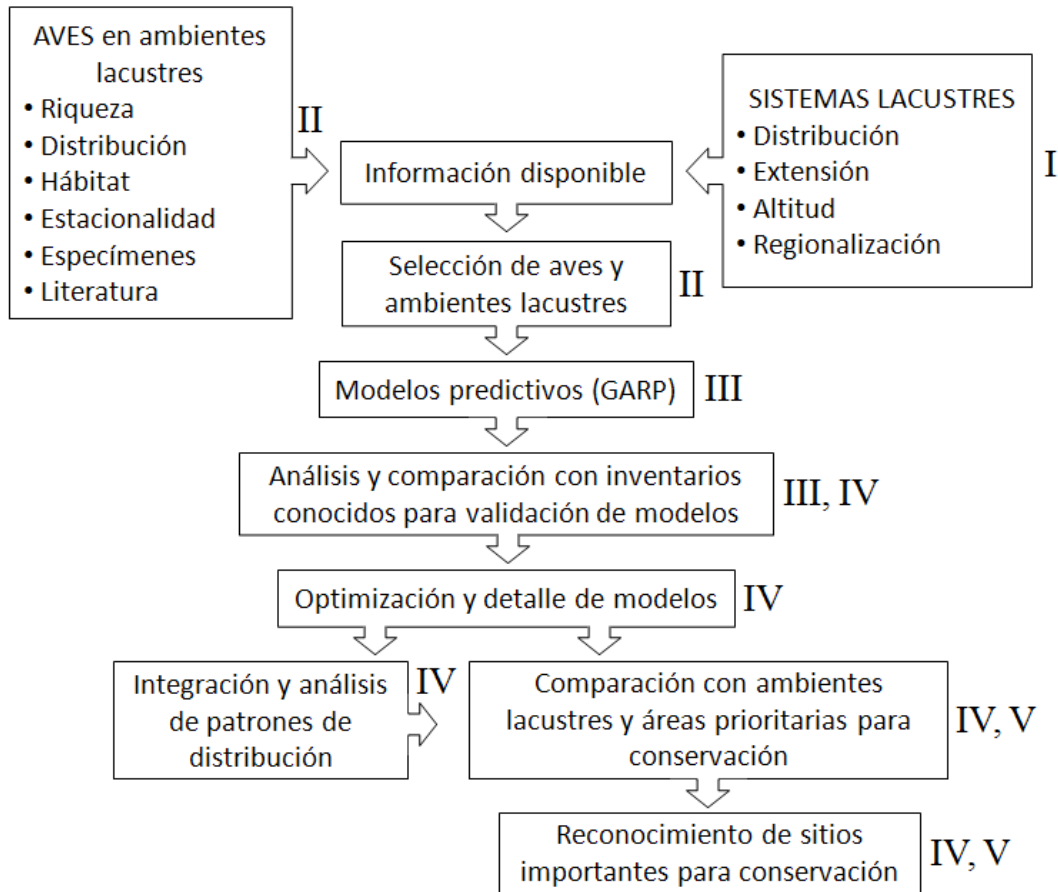 AVES en ambientes
lacustres
• Riqueza
• Distribución
• Hábitat
• Estacionalidad
• Especímenes
• Literatura
II
SISTEMAS LACUSTRES
• Distribución
• Extensión
• Altitud
• Regionalización
I
Información disponible
Selección de aves y
ambientes lacustres
II
Modelos predictivos (GARP)
III
Análisis y comparación con inventarios
conocidos para validación de modelos
III, IV
Optimización y detalle de modelos
IV
Integración y análisis
de patrones de
distribución
IV
Comparación con ambientes
lacustres y áreas prioritarias para
conservación
IV, V
Reconocimiento de sitios
importantes para conservación
IV, V